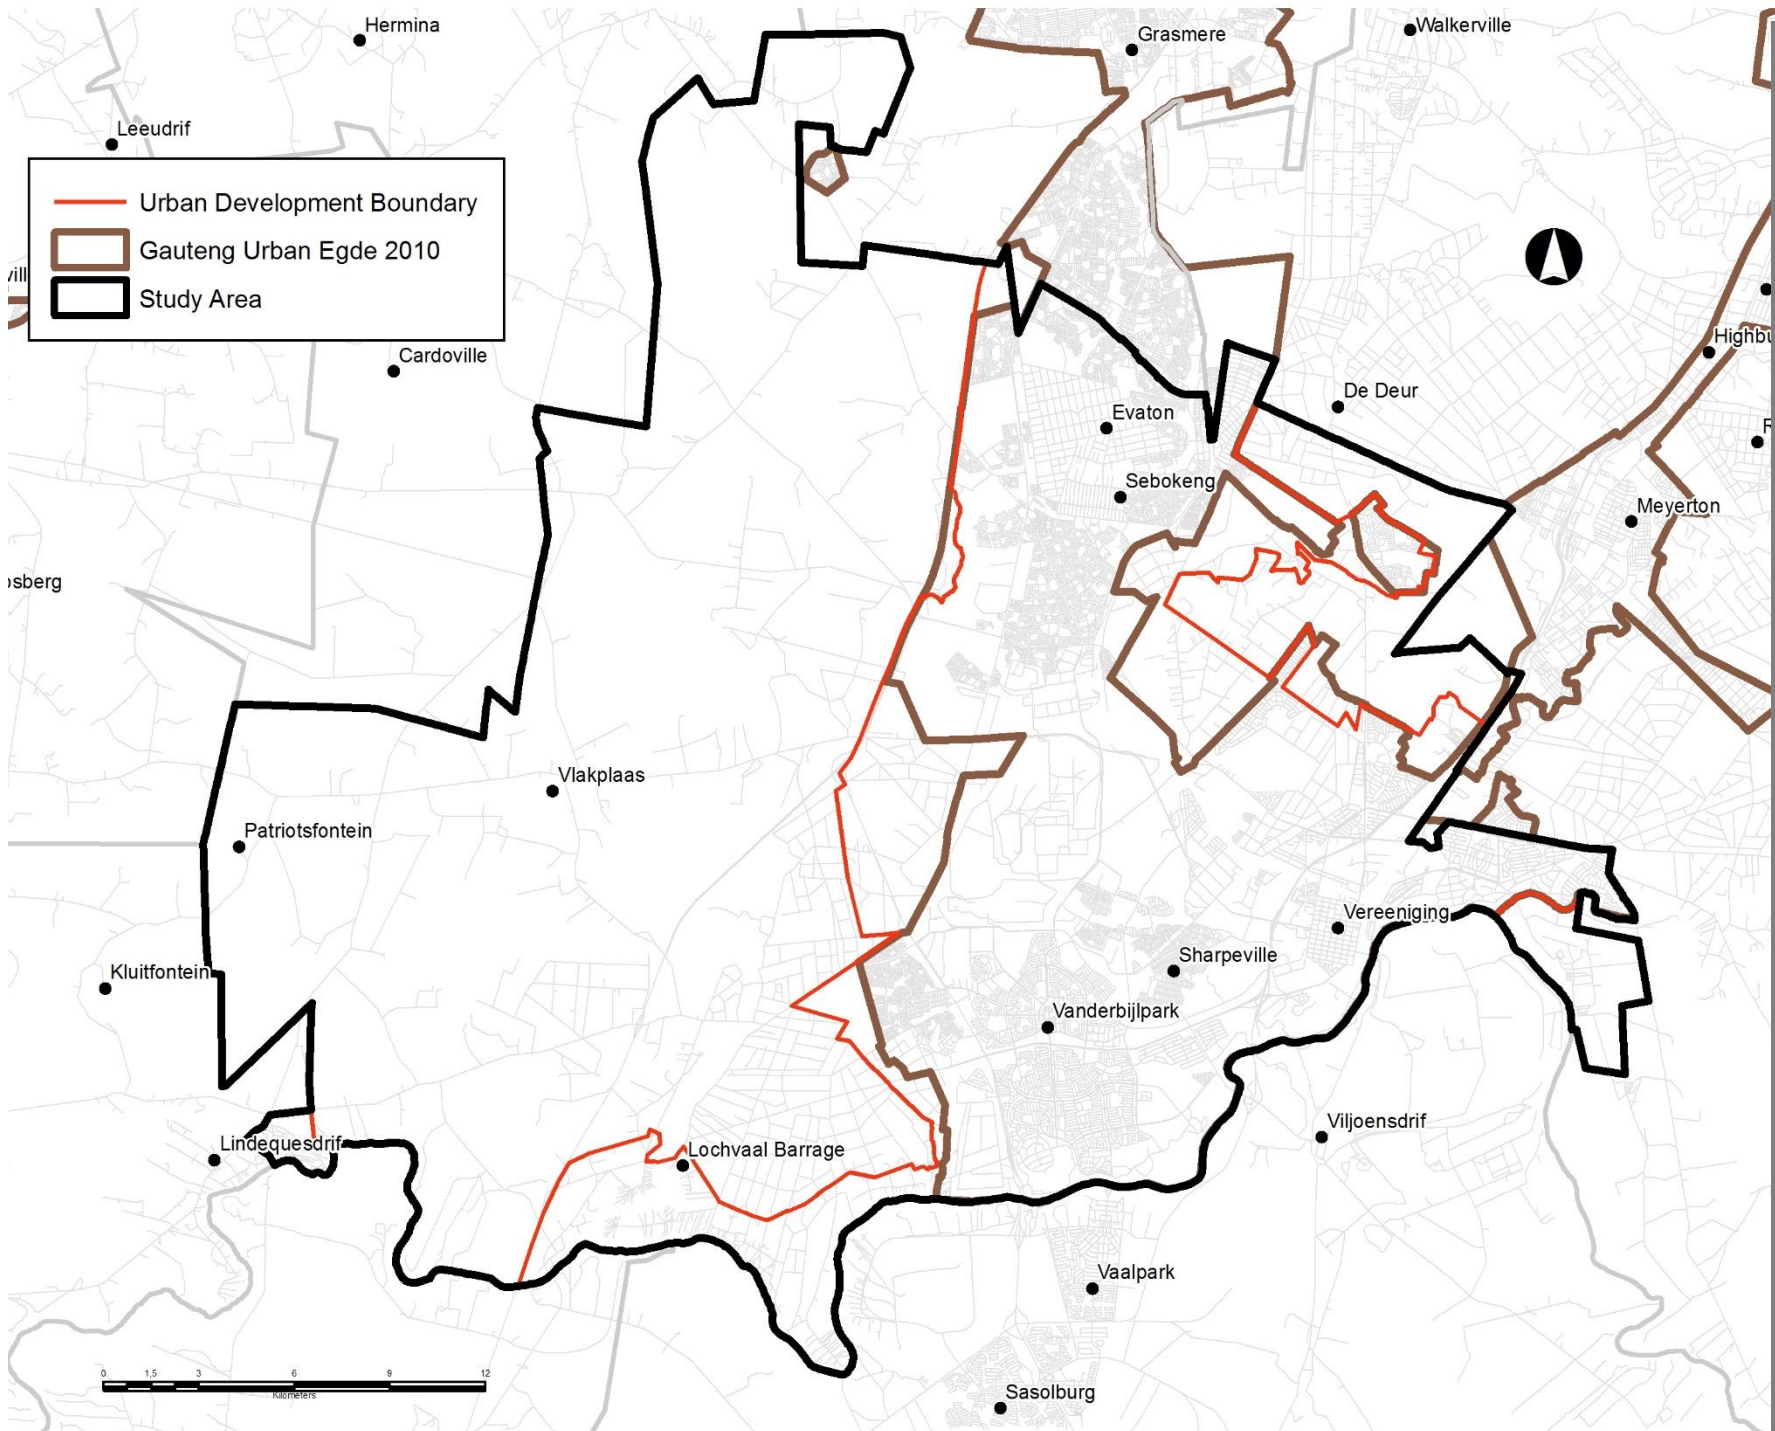 Hermina
Grasmere
Walkerville
Leeudrif
Urban Development Boundary
Gauteng Urban Egde 2010
Study Area
Cardoville
Highbu
De Deur
Evaton
R
Sebokeng
Meyerton
osberg
Vlakplaas
Patriotsfontein
Vereeniging
Sharpeville
Kluitfontein
Vanderbijlpark
Viljoensdrif
Lindequesdrif
Lochvaal Barrage
Vaalpark
0 1,5 3 6 9 12
Kilometers
Sasolburg